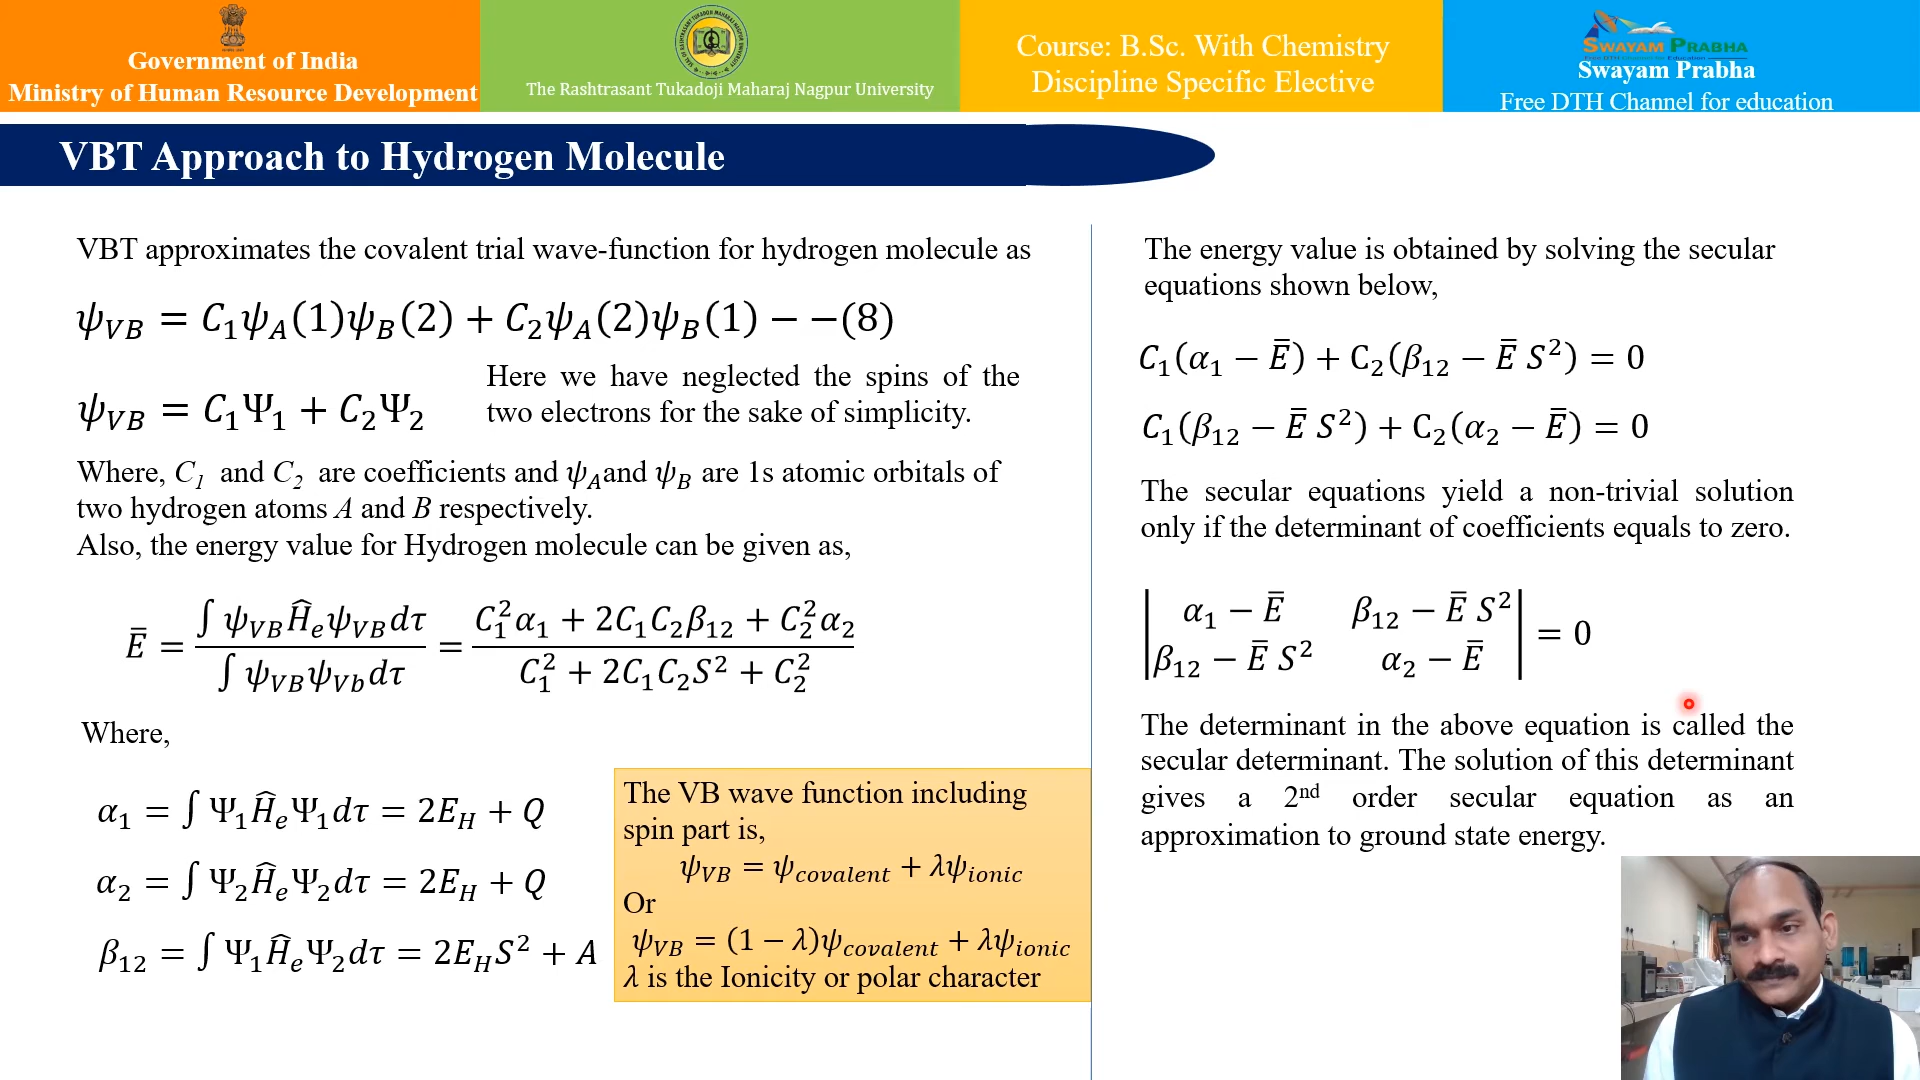 Government of India
Ministry of Human Resource Development
The Rashtrasant Tukadoji Maharaj Nagpur University
Course: B.Sc. With Chemistry
Discipline Specific Elective
SWAYAM PRABHA
Swayam Prabha
Free DTH Channel for education
VBT Approach to Hydrogen Molecule
VBT approximates the covalent trial wave-function for hydrogen molecule as
ψ_VB = C₁ψ_A(1)ψ_B(2) + C₂ψ_A(2)ψ_B(1) − −(8)
ψ_VB = C₁Ψ₁ + C₂Ψ₂
Here we have neglected the spins of the
two electrons for the sake of simplicity.
Where, C₁ and C₂ are coefficients and ψ_A and ψ_B are 1s atomic orbitals of
two hydrogen atoms A and B respectively.
Also, the energy value for Hydrogen molecule can be given as,
Ē = ∫ ψ_VB Ĥ_e ψ_VB dτ / ∫ ψ_VB ψ_Vb dτ = (C₁²α₁ + 2C₁C₂β₁₂ + C₂²α₂) / (C₁² + 2C₁C₂S² + C₂²)
Where,
α₁ = ∫ Ψ₁Ĥ_eΨ₁dτ = 2E_H + Q
α₂ = ∫ Ψ₂Ĥ_eΨ₂dτ = 2E_H + Q
β₁₂ = ∫ Ψ₁Ĥ_eΨ₂dτ = 2E_HS² + A
The VB wave function including
spin part is,
ψ_VB = ψ_covalent + λψ_ionic
Or
ψ_VB = (1 − λ)ψ_covalent + λψ_ionic
λ is the Ionicity or polar character
The energy value is obtained by solving the secular
equations shown below,
C₁(α₁ − Ē) + C₂(β₁₂ − Ē S²) = 0
C₁(β₁₂ − Ē S²) + C₂(α₂ − Ē) = 0
The secular equations yield a non-trivial solution
only if the determinant of coefficients equals to zero.
| α₁ − Ē β₁₂ − Ē S² |
| β₁₂ − Ē S² α₂ − Ē | = 0
The determinant in the above equation is called the
secular determinant. The solution of this determinant
gives a 2nd order secular equation as an
approximation to ground state energy.